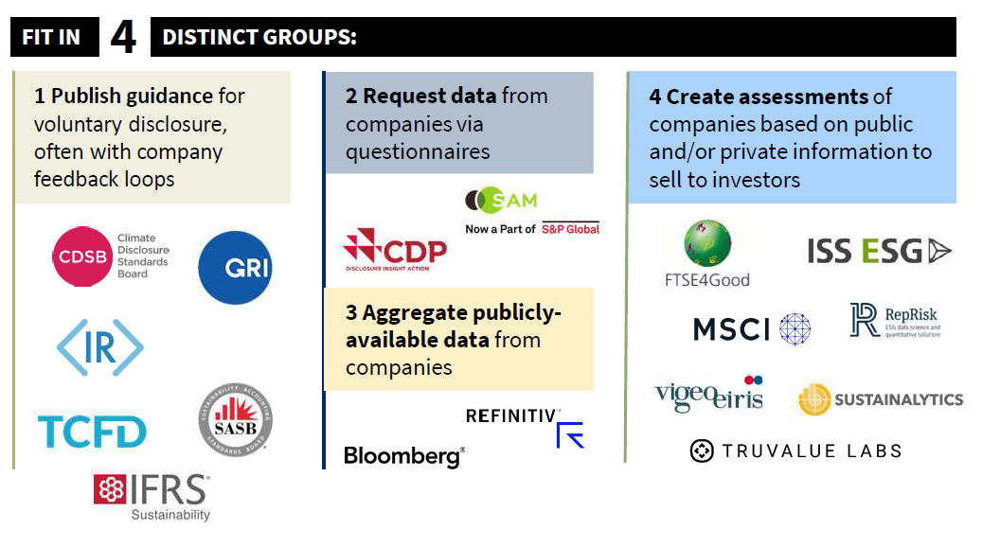 FIT IN 4 DISTINCT GROUPS:
1 Publish guidance for
voluntary disclosure,
often with company
feedback loops
CDSB
Climate
Disclosure
Standards
Board
GRI
<IR>
TCFD
SUSTAINABILITY ACCOUNTING
SASB
STANDARDS BOARD
IFRS®
Sustainability
2 Request data from
companies via
questionnaires
SAM
Now a Part of S&P Global
CDP
DISCLOSURE INSIGHT ACTION
3 Aggregate publicly-
available data from
companies
REFINITIV
Bloomberg®
4 Create assessments of
companies based on public
and/or private information to
sell to investors
FTSE4Good
ISS ESG
MSCI
RepRisk
ESG data science and
quantitative solutions
vigeoeiris
SUSTAINALYTICS
TRUVALUE LABS